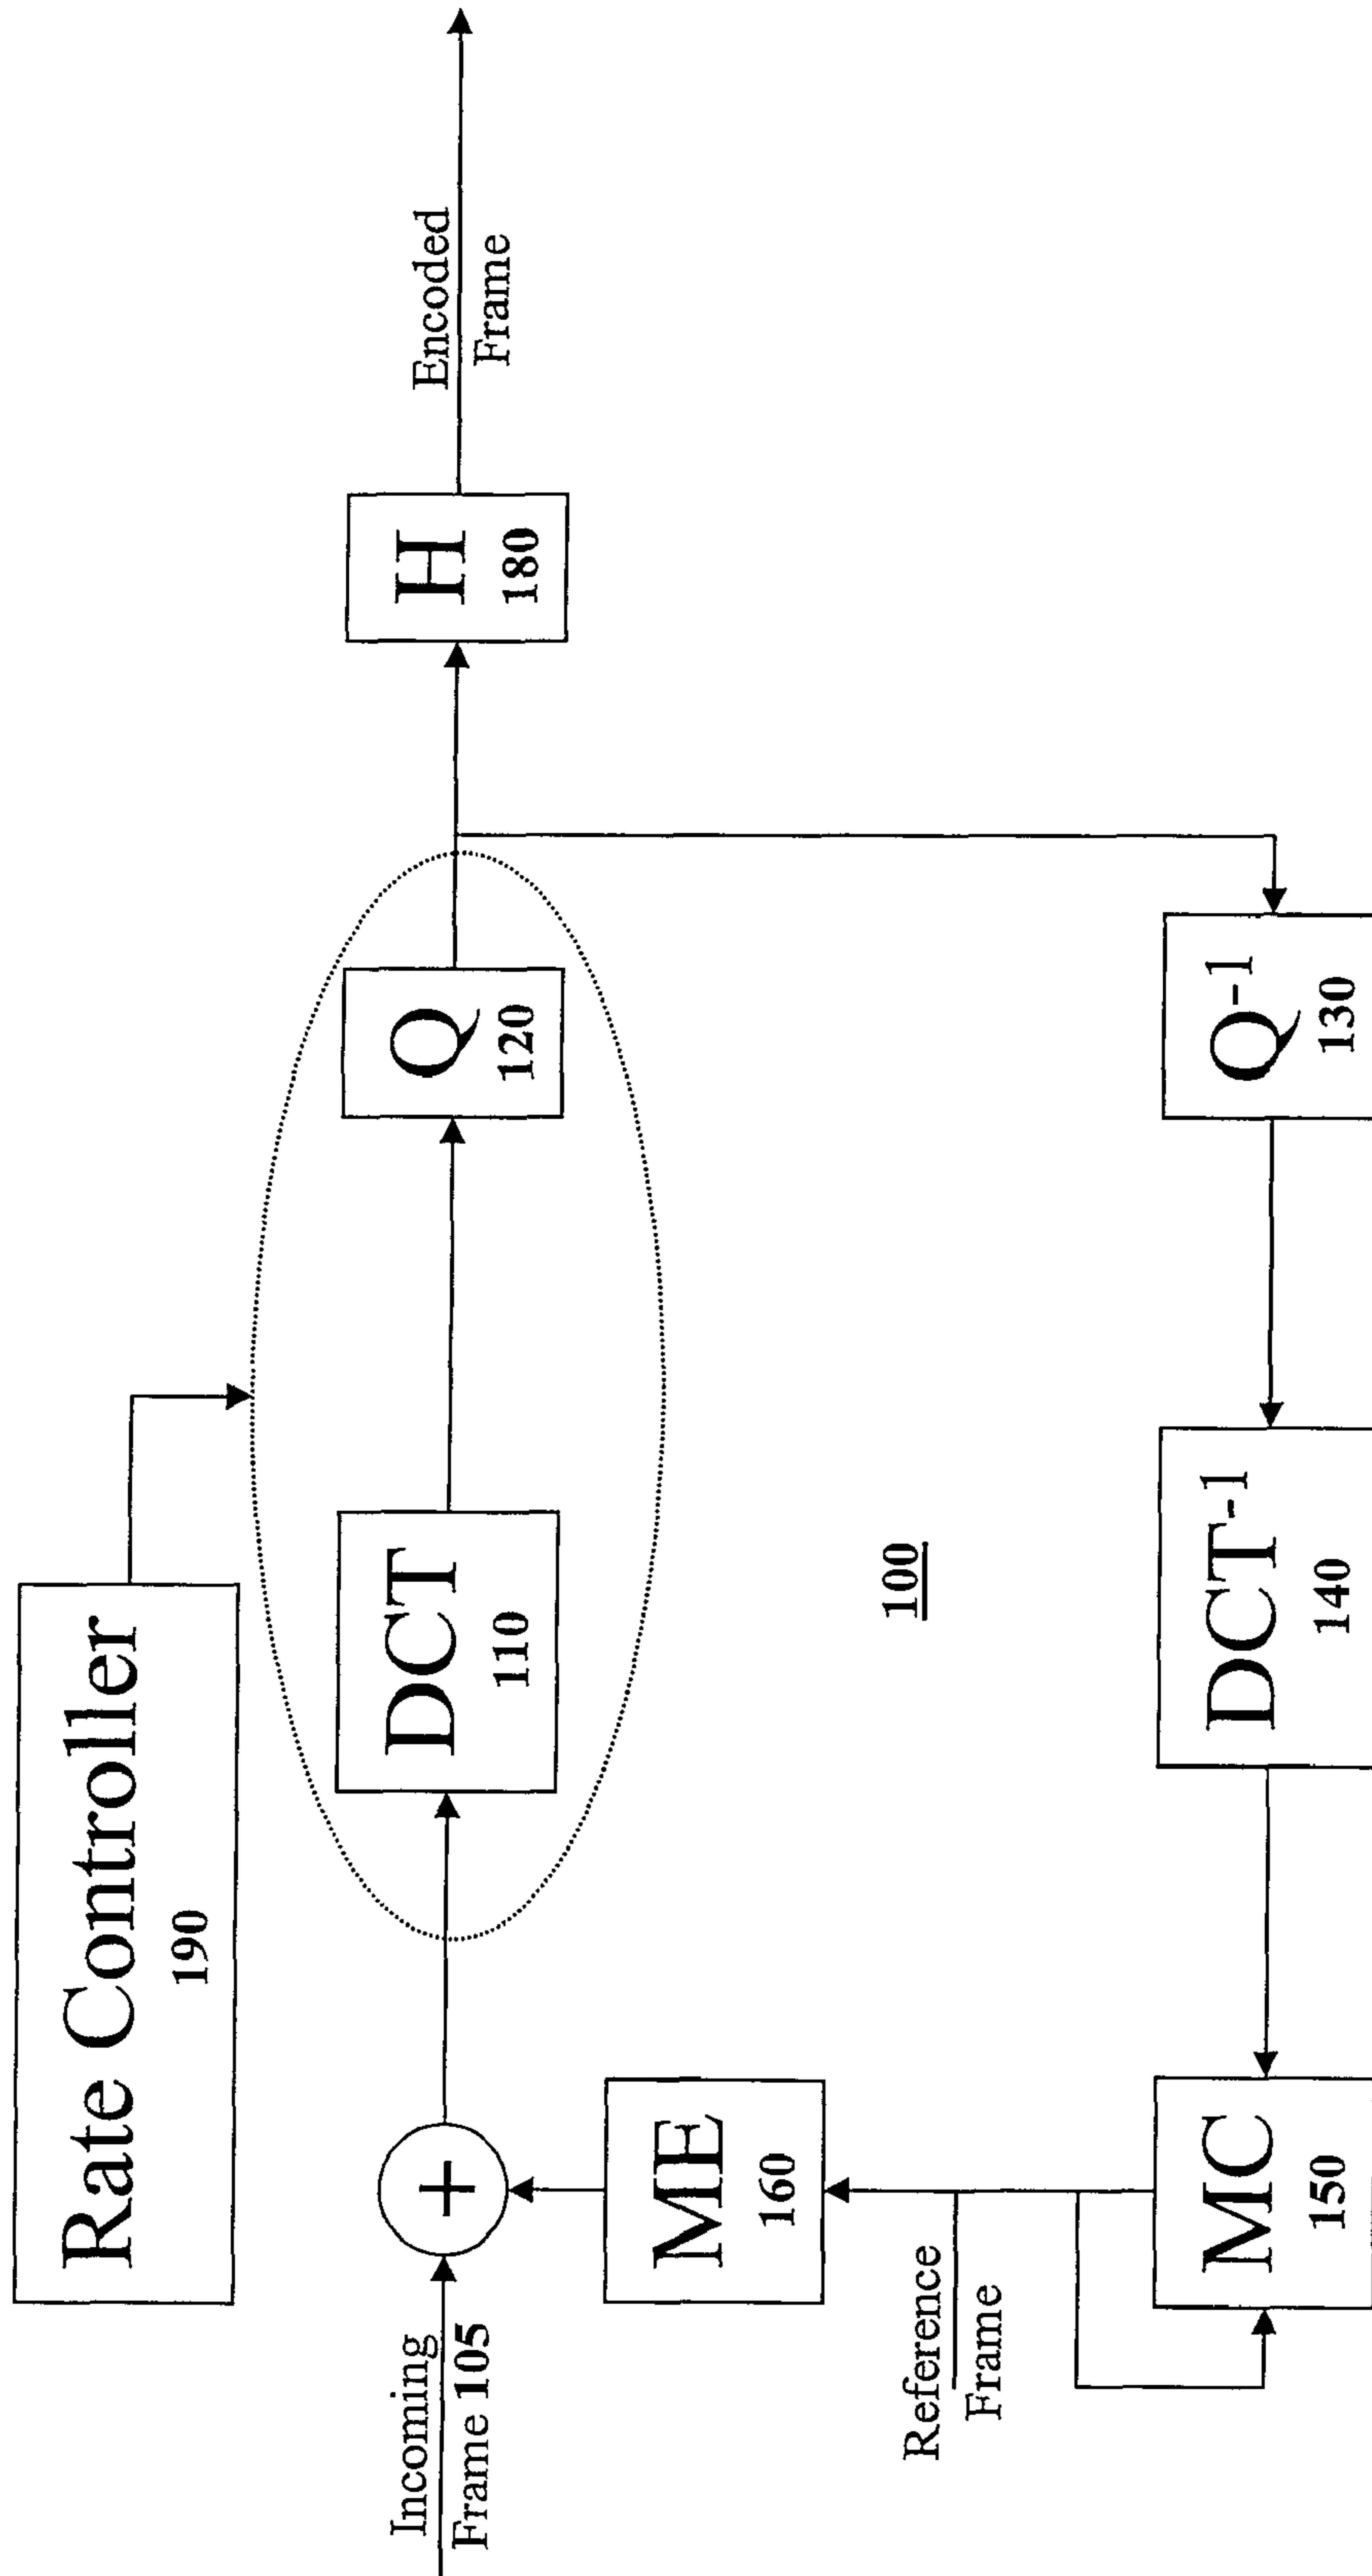 Rate Controller
190
Incoming
Frame 105
+
DCT
110
Q
120
H
180
Encoded
Frame
ME
160
100
Reference
Frame
MC
150
DCT-1
140
Q-1
130